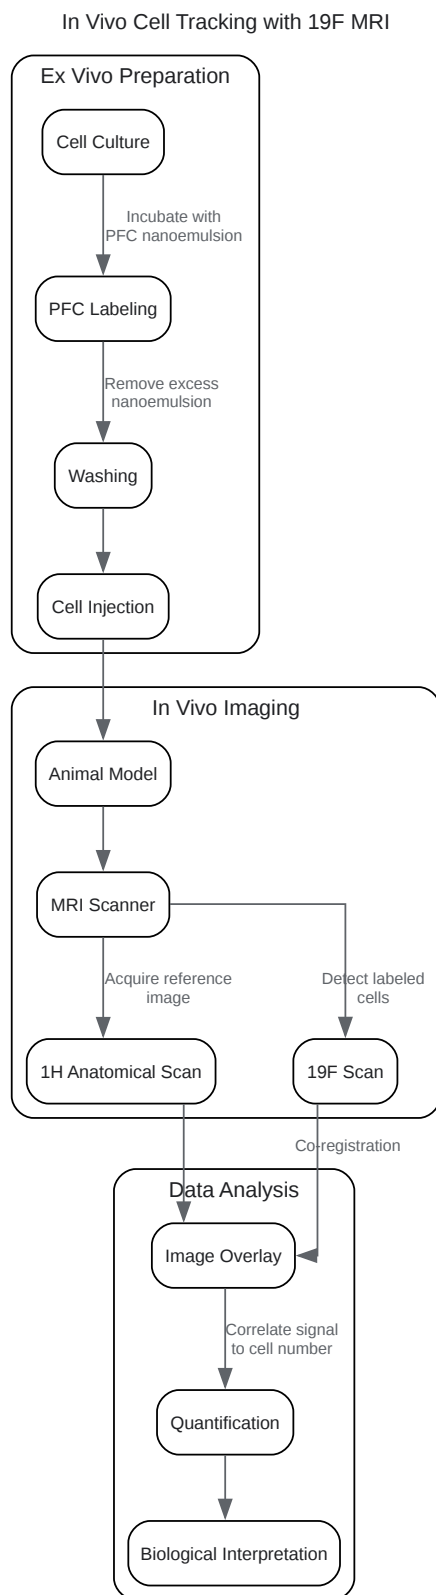 In Vivo Cell Tracking with 19F MRI
Ex Vivo Preparation
Cell Culture
Incubate with
PFC nanoemulsion
PFC Labeling
Remove excess
nanoemulsion
Washing
Cell Injection
In Vivo Imaging
Animal Model
MRI Scanner
Acquire reference
image
Detect labeled
cells
1H Anatomical Scan
19F Scan
Co-registration
Data Analysis
Image Overlay
Correlate signal
to cell number
Quantification
Biological Interpretation